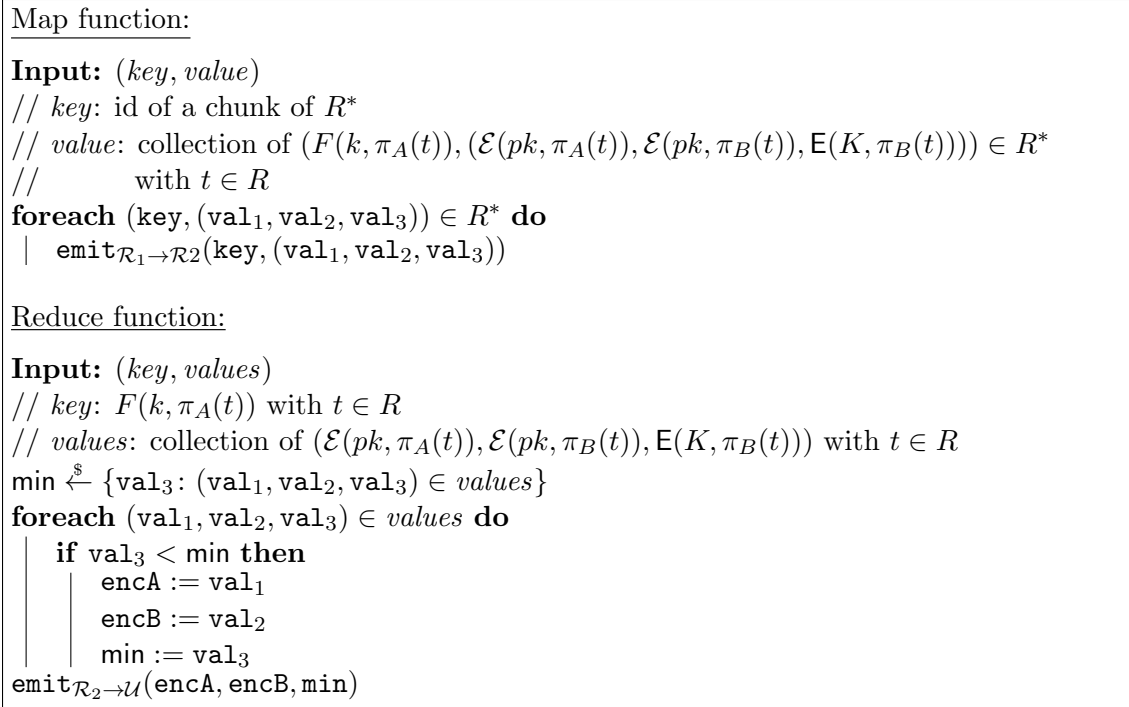 Map function:
Input: (key, value)
// key: id of a chunk of R*
// value: collection of (F(k, π_A(t)), (ℰ(pk, π_A(t)), ℰ(pk, π_B(t)), E(K, π_B(t)))) ∈ R*
// with t ∈ R
foreach (key, (val₁, val₂, val₃)) ∈ R* do
emit_{ℛ₁→ℛ2}(key, (val₁, val₂, val₃))
Reduce function:
Input: (key, values)
// key: F(k, π_A(t)) with t ∈ R
// values: collection of (ℰ(pk, π_A(t)), ℰ(pk, π_B(t)), E(K, π_B(t))) with t ∈ R
min ←$ {val₃: (val₁, val₂, val₃) ∈ values}
foreach (val₁, val₂, val₃) ∈ values do
if val₃ < min then
encA := val₁
encB := val₂
min := val₃
emit_{ℛ₂→𝒰}(encA, encB, min)